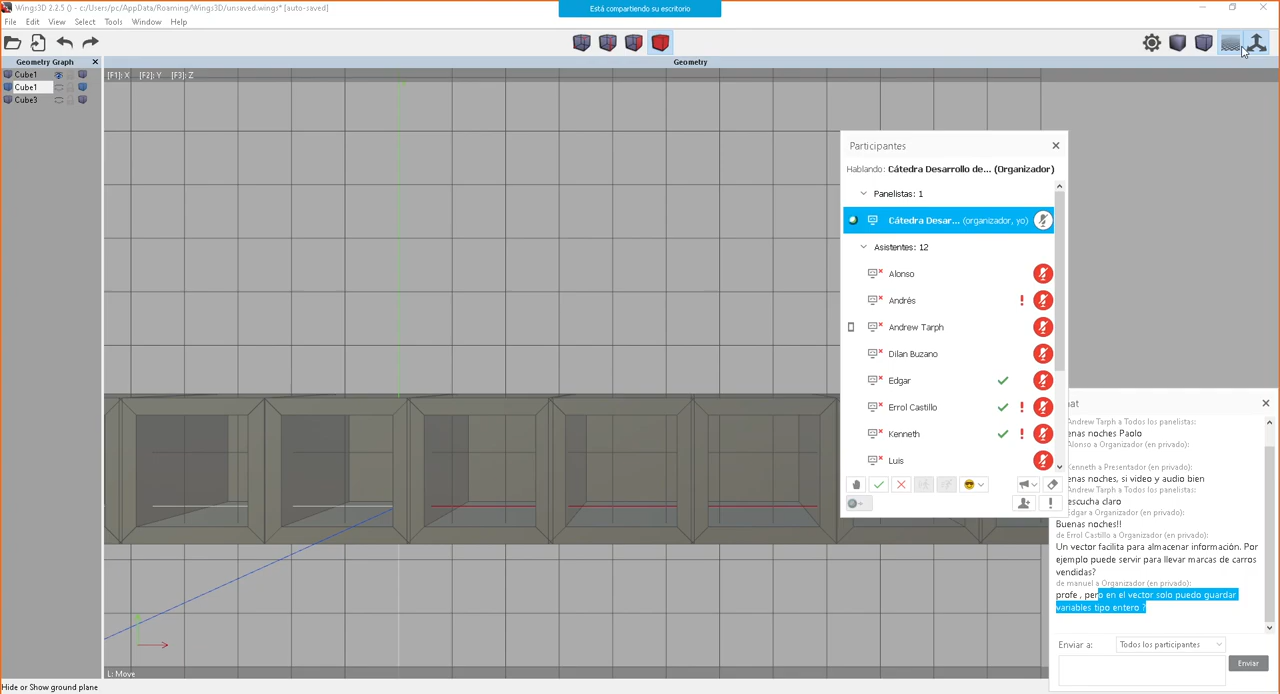 Wings3D 2.2.5 () - c:/Users/pc/AppData/Roaming/Wings3D/unsaved.wings* [auto-saved]
Está compartiendo su escritorio
File Edit View Select Tools Window Help
Geometry Graph
Geometry
Cube1
Cube1
Cube3
[F1]: X [F2]: Y [F3]: Z
Participantes
Hablando: Cátedra Desarrollo de... (Organizador)
Panelistas: 1
Cátedra Desar... (organizador, yo)
Asistentes: 12
Alonso
Andrés
Andrew Tarph
Dilan Buzano
Edgar
Errol Castillo
Kenneth
Luis
Andrew Tarph a Todos los panelistas:
enas noches Paolo
Alonso a Organizador (en privado):
Kenneth a Presentador (en privado):
enas noches, si video y audio bien
Andrew Tarph a Todos los panelistas:
escucha claro
Edgar a Organizador (en privado):
Buenas noches!!
de Errol Castillo a Organizador (en privado):
Un vector facilita para almacenar información. Por
ejemplo puede servir para llevar marcas de carros
vendidas?
de manuel a Organizador (en privado):
profe , pero en el vector solo puedo guardar
variables tipo entero ?
Enviar a: Todos los participantes
Enviar
L: Move
Hide or Show ground plane